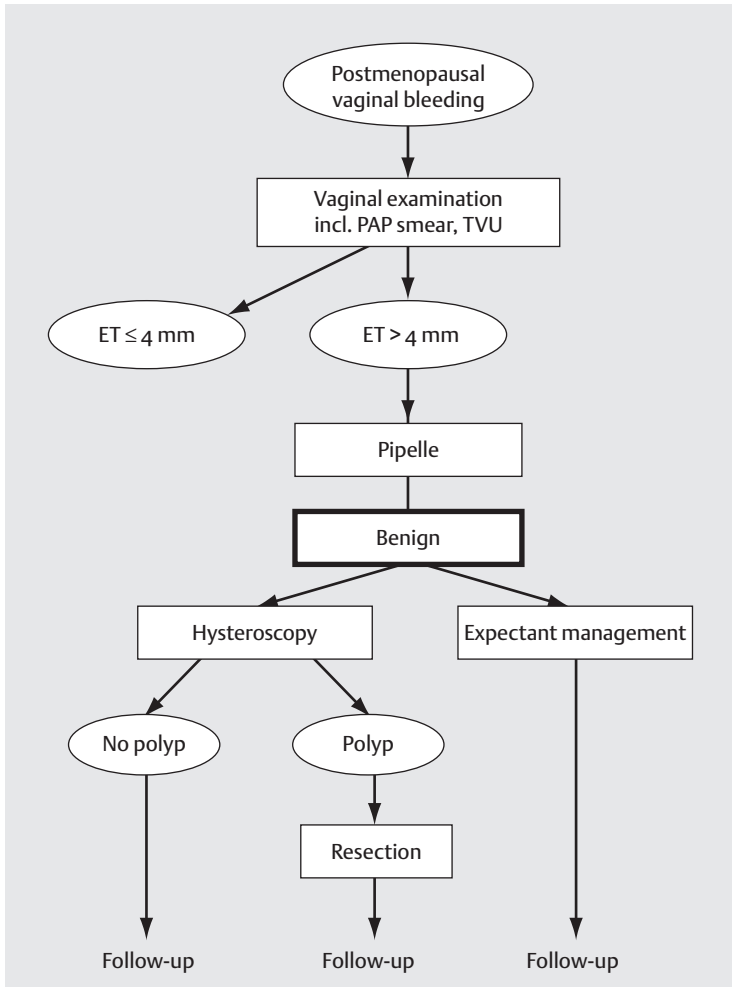 Postmenopausal
vaginal bleeding
Vaginal examination
incl. PAP smear, TVU
ET ≤ 4 mm
ET > 4 mm
Pipelle
Benign
Hysteroscopy
Expectant management
No polyp
Polyp
Resection
Follow-up
Follow-up
Follow-up